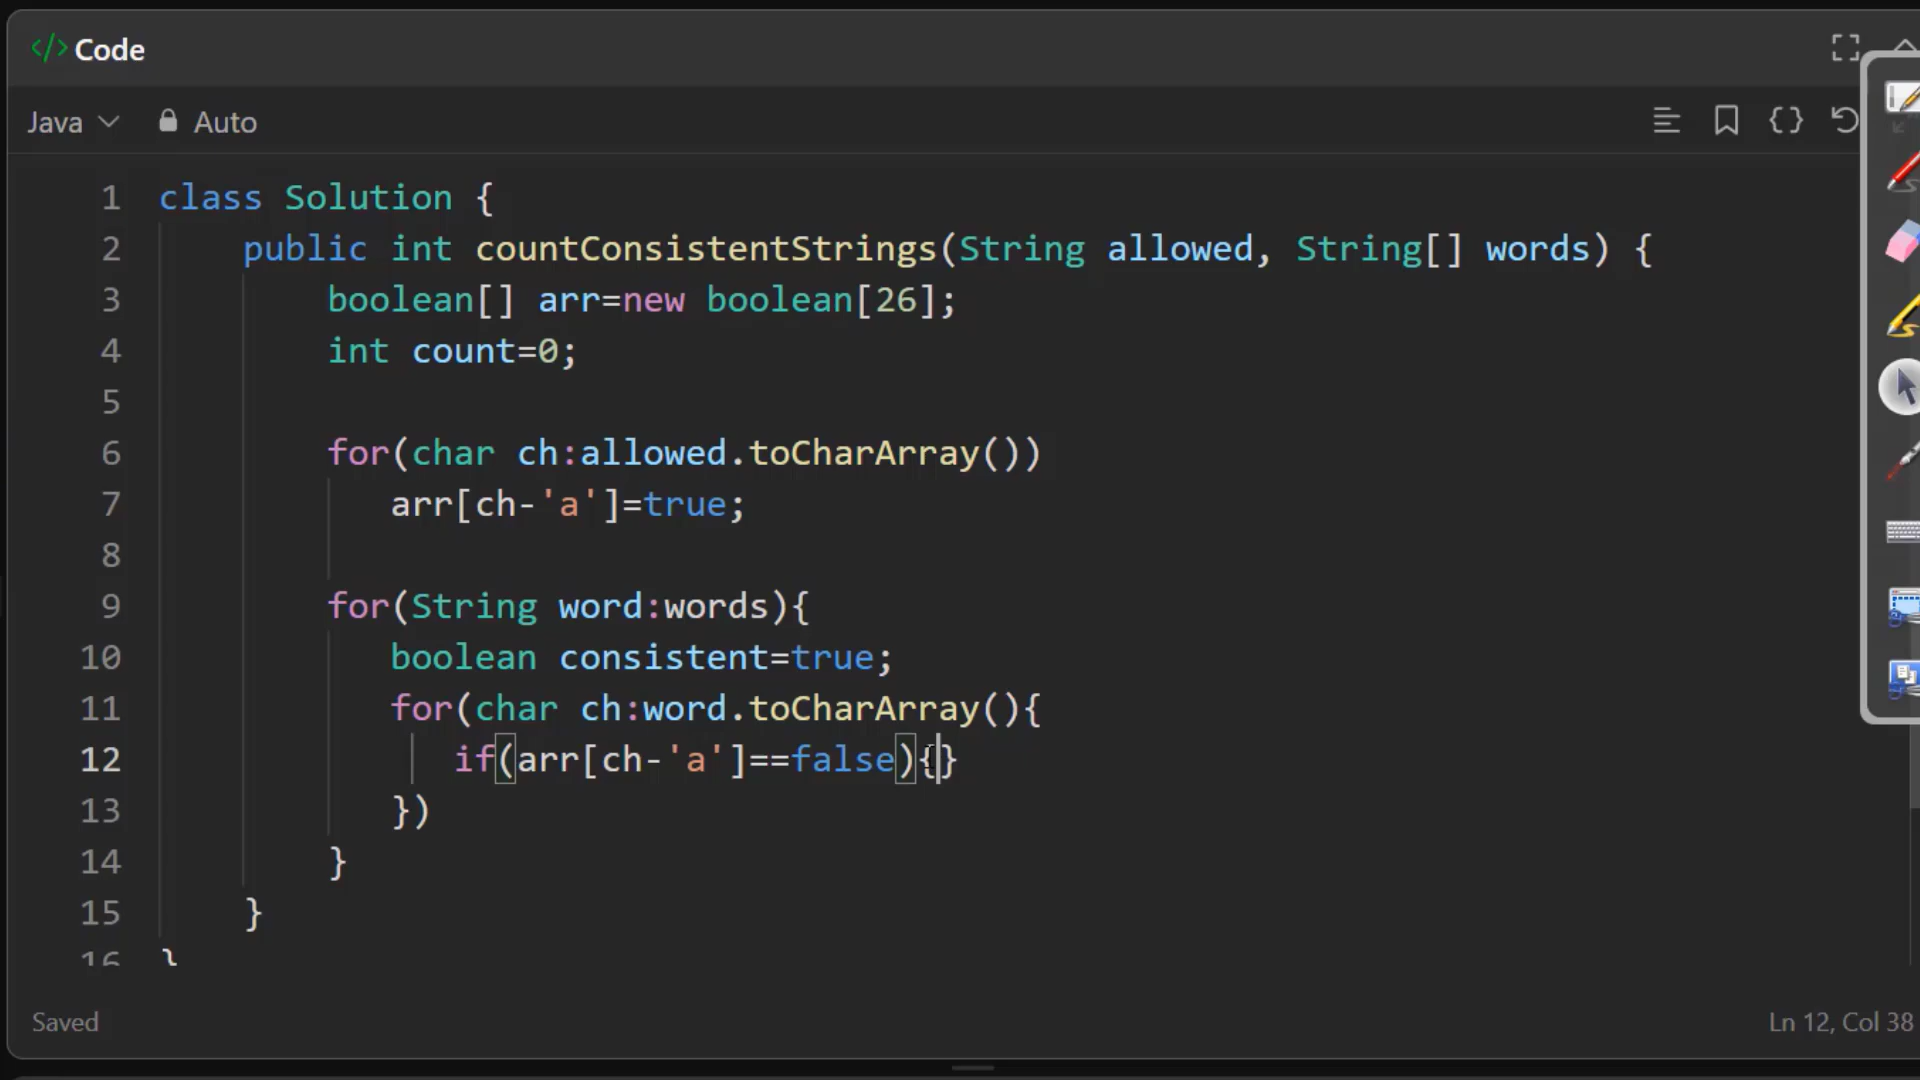 </> Code
Java Auto {}
1 class Solution {
2 public int countConsistentStrings(String allowed, String[] words) {
3 boolean[] arr=new boolean[26];
4 int count=0;
5
6 for(char ch:allowed.toCharArray())
7 arr[ch-'a']=true;
8
9 for(String word:words){
10 boolean consistent=true;
11 for(char ch:word.toCharArray(){
12 if(arr[ch-'a']==false){}
13 })
14 }
15 }
16 }
Saved Ln 12, Col 38